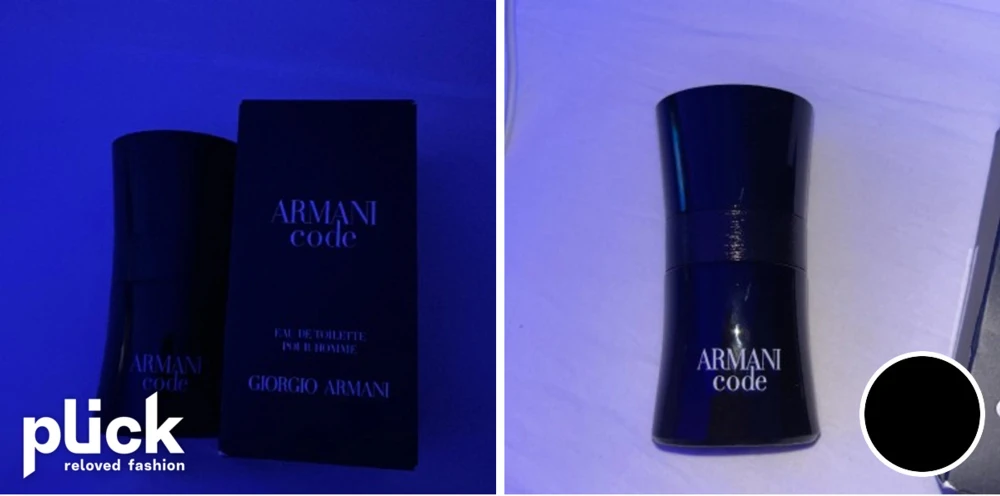 ARMANI
code
EAU DE TOILETTE
POUR HOMME
GIORGIO ARMANI
ARMANI
code
plick
reloved fashion
ARMANI
code